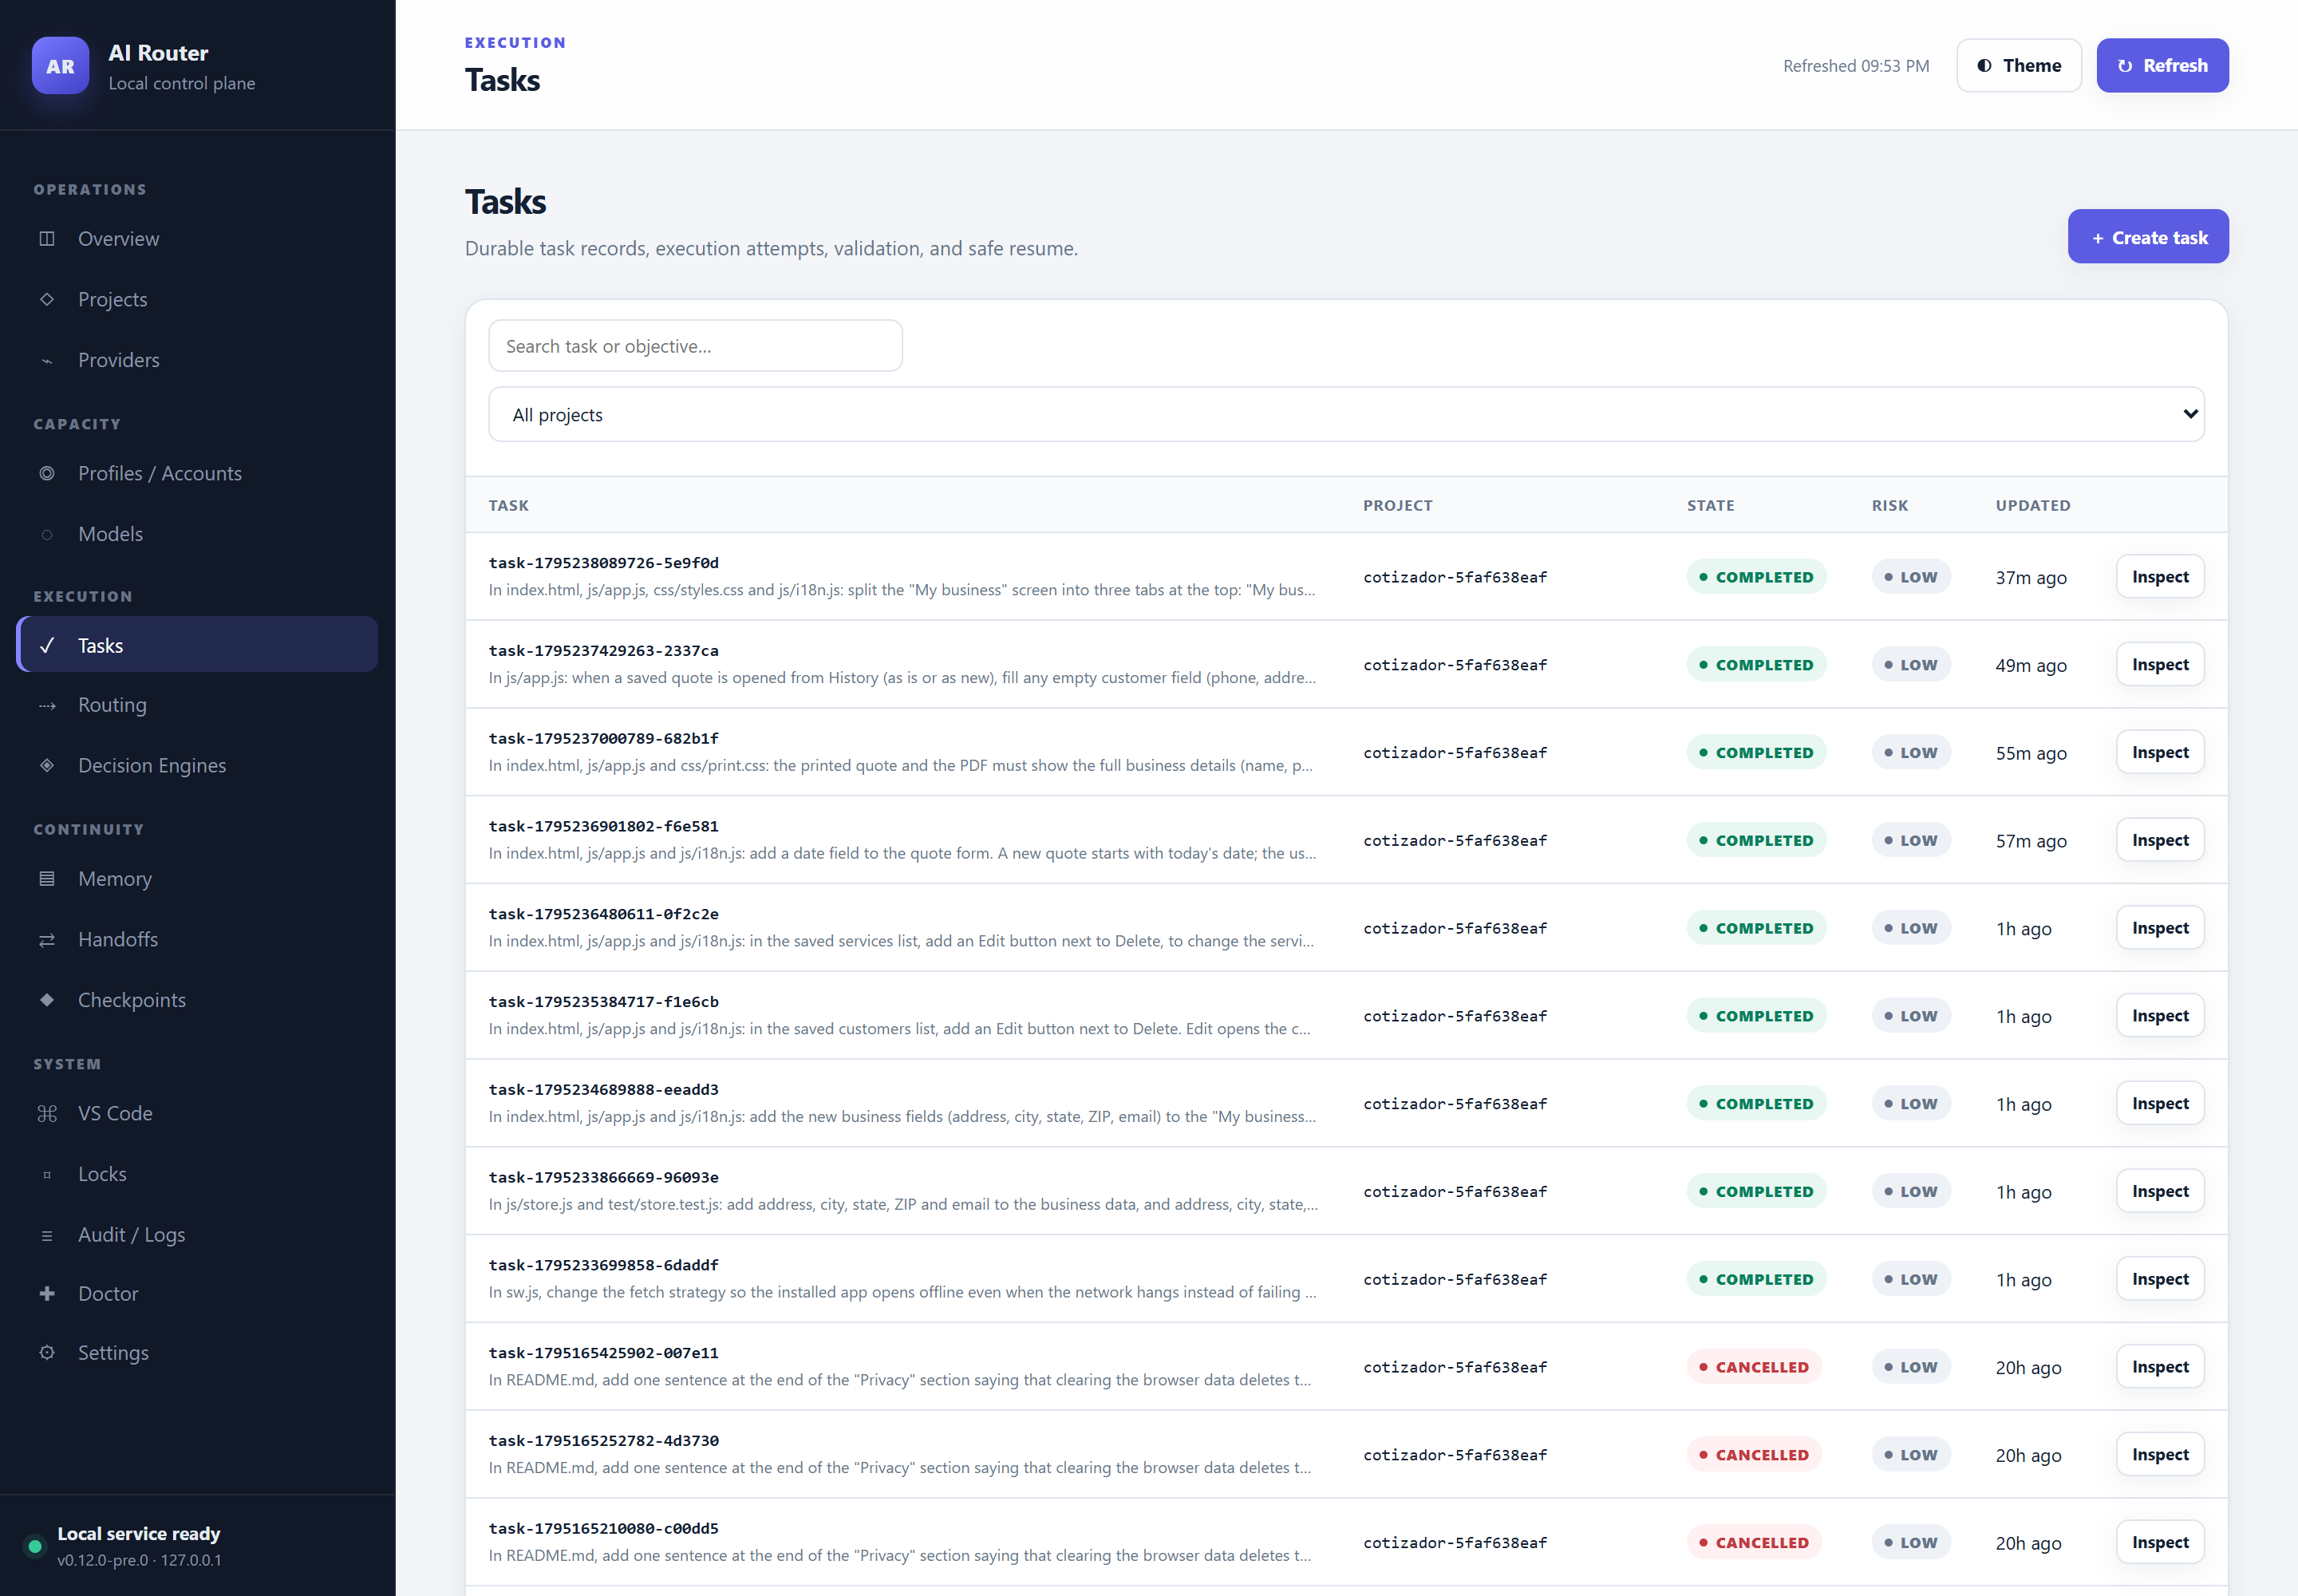 AR
AI Router
Local control plane
OPERATIONS
Overview
Projects
Providers
CAPACITY
Profiles / Accounts
Models
EXECUTION
Tasks
Routing
Decision Engines
CONTINUITY
Memory
Handoffs
Checkpoints
SYSTEM
VS Code
Locks
Audit / Logs
Doctor
Settings
Local service ready
v0.12.0-pre.0 · 127.0.0.1
EXECUTION
Tasks
Refreshed 09:53 PM
Theme
Refresh
Tasks
Durable task records, execution attempts, validation, and safe resume.
+ Create task
Search task or objective...
All projects
TASK PROJECT STATE RISK UPDATED
task-1795238089726-5e9f0d
In index.html, js/app.js, css/styles.css and js/i18n.js: split the "My business" screen into three tabs at the top: "My bus...
cotizador-5faf638eaf COMPLETED LOW 37m ago Inspect
task-1795237429263-2337ca
In js/app.js: when a saved quote is opened from History (as is or as new), fill any empty customer field (phone, addre...
cotizador-5faf638eaf COMPLETED LOW 49m ago Inspect
task-1795237000789-682b1f
In index.html, js/app.js and css/print.css: the printed quote and the PDF must show the full business details (name, p...
cotizador-5faf638eaf COMPLETED LOW 55m ago Inspect
task-1795236901802-f6e581
In index.html, js/app.js and js/i18n.js: add a date field to the quote form. A new quote starts with today's date; the us...
cotizador-5faf638eaf COMPLETED LOW 57m ago Inspect
task-1795236480611-0f2c2e
In index.html, js/app.js and js/i18n.js: in the saved services list, add an Edit button next to Delete, to change the servi...
cotizador-5faf638eaf COMPLETED LOW 1h ago Inspect
task-1795235384717-f1e6cb
In index.html, js/app.js and js/i18n.js: in the saved customers list, add an Edit button next to Delete. Edit opens the c...
cotizador-5faf638eaf COMPLETED LOW 1h ago Inspect
task-1795234689888-eeadd3
In index.html, js/app.js and js/i18n.js: add the new business fields (address, city, state, ZIP, email) to the "My business...
cotizador-5faf638eaf COMPLETED LOW 1h ago Inspect
task-1795233866669-96093e
In js/store.js and test/store.test.js: add address, city, state, ZIP and email to the business data, and address, city, state,...
cotizador-5faf638eaf COMPLETED LOW 1h ago Inspect
task-1795233699858-6daddf
In sw.js, change the fetch strategy so the installed app opens offline even when the network hangs instead of failing ...
cotizador-5faf638eaf COMPLETED LOW 1h ago Inspect
task-1795165425902-007e11
In README.md, add one sentence at the end of the "Privacy" section saying that clearing the browser data deletes t...
cotizador-5faf638eaf CANCELLED LOW 20h ago Inspect
task-1795165252782-4d3730
In README.md, add one sentence at the end of the "Privacy" section saying that clearing the browser data deletes t...
cotizador-5faf638eaf CANCELLED LOW 20h ago Inspect
task-1795165210080-c00dd5
In README.md, add one sentence at the end of the "Privacy" section saying that clearing the browser data deletes t...
cotizador-5faf638eaf CANCELLED LOW 20h ago Inspect